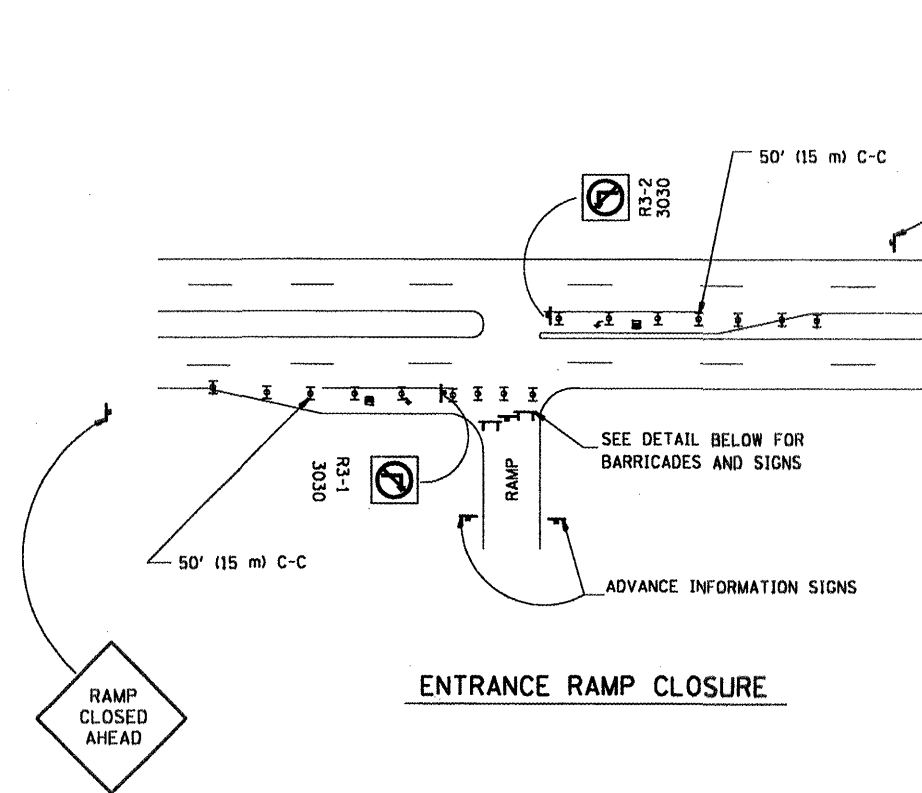 50' (15 m) C-C
R3-2
3030
SEE DETAIL BELOW FOR
BARRICADES AND SIGNS
RAMP
R3-1
3030
50' (15 m) C-C
ADVANCE INFORMATION SIGNS
ENTRANCE RAMP CLOSURE
RAMP
CLOSED
AHEAD